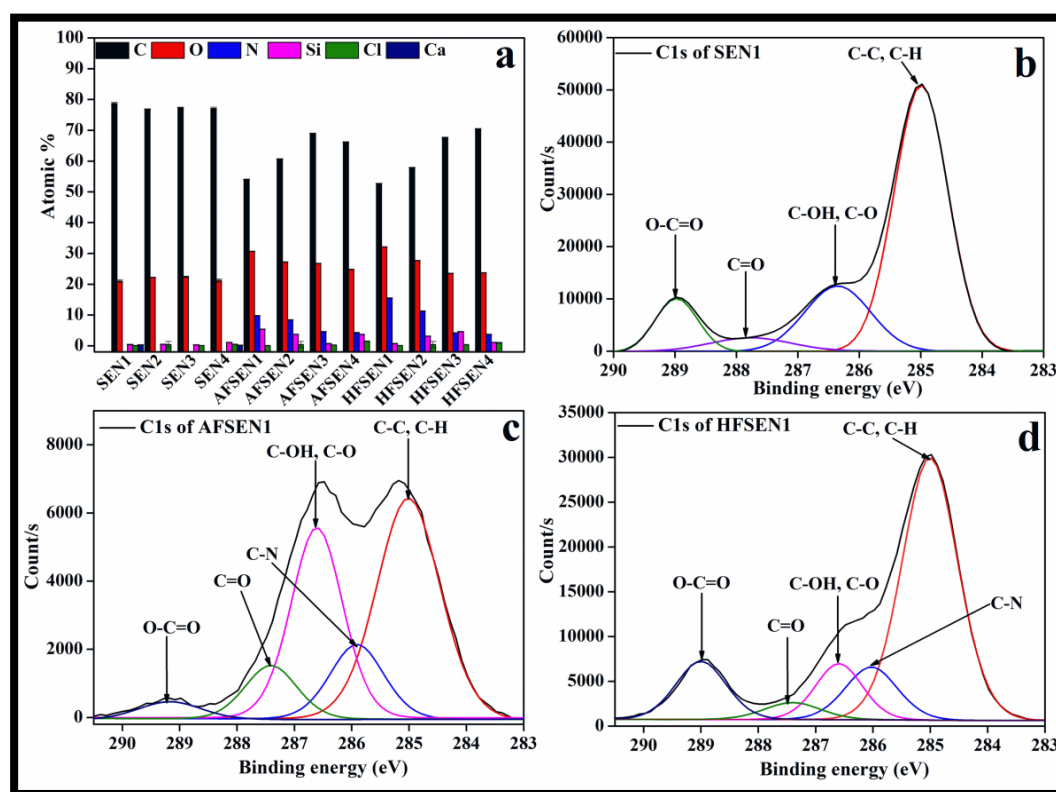 C O N Si Cl Ca
a
100
90
80
70
60
50
40
30
20
10
0
Atomic %
SEN1
SEN2
SEN3
SEN4
AFSEN1
AFSEN2
AFSEN3
AFSEN4
HFSEN1
HFSEN2
HFSEN3
HFSEN4
C1s of SEN1
b
C-C, C-H
C-OH, C-O
O-C=O
C=O
60000
50000
40000
30000
20000
10000
0
Count/s
290 289 288 287 286 285 284 283
Binding energy (eV)
C1s of AFSEN1
c
C-C, C-H
C-OH, C-O
C-N
C=O
O-C=O
8000
6000
4000
2000
0
Count/s
290 289 288 287 286 285 284 283
Binding energy (eV)
C1s of HFSEN1
d
C-C, C-H
O-C=O
C-OH, C-O
C=O
C-N
35000
30000
25000
20000
15000
10000
5000
0
Count/s
290 289 288 287 286 285 284 283
Binding energy (eV)